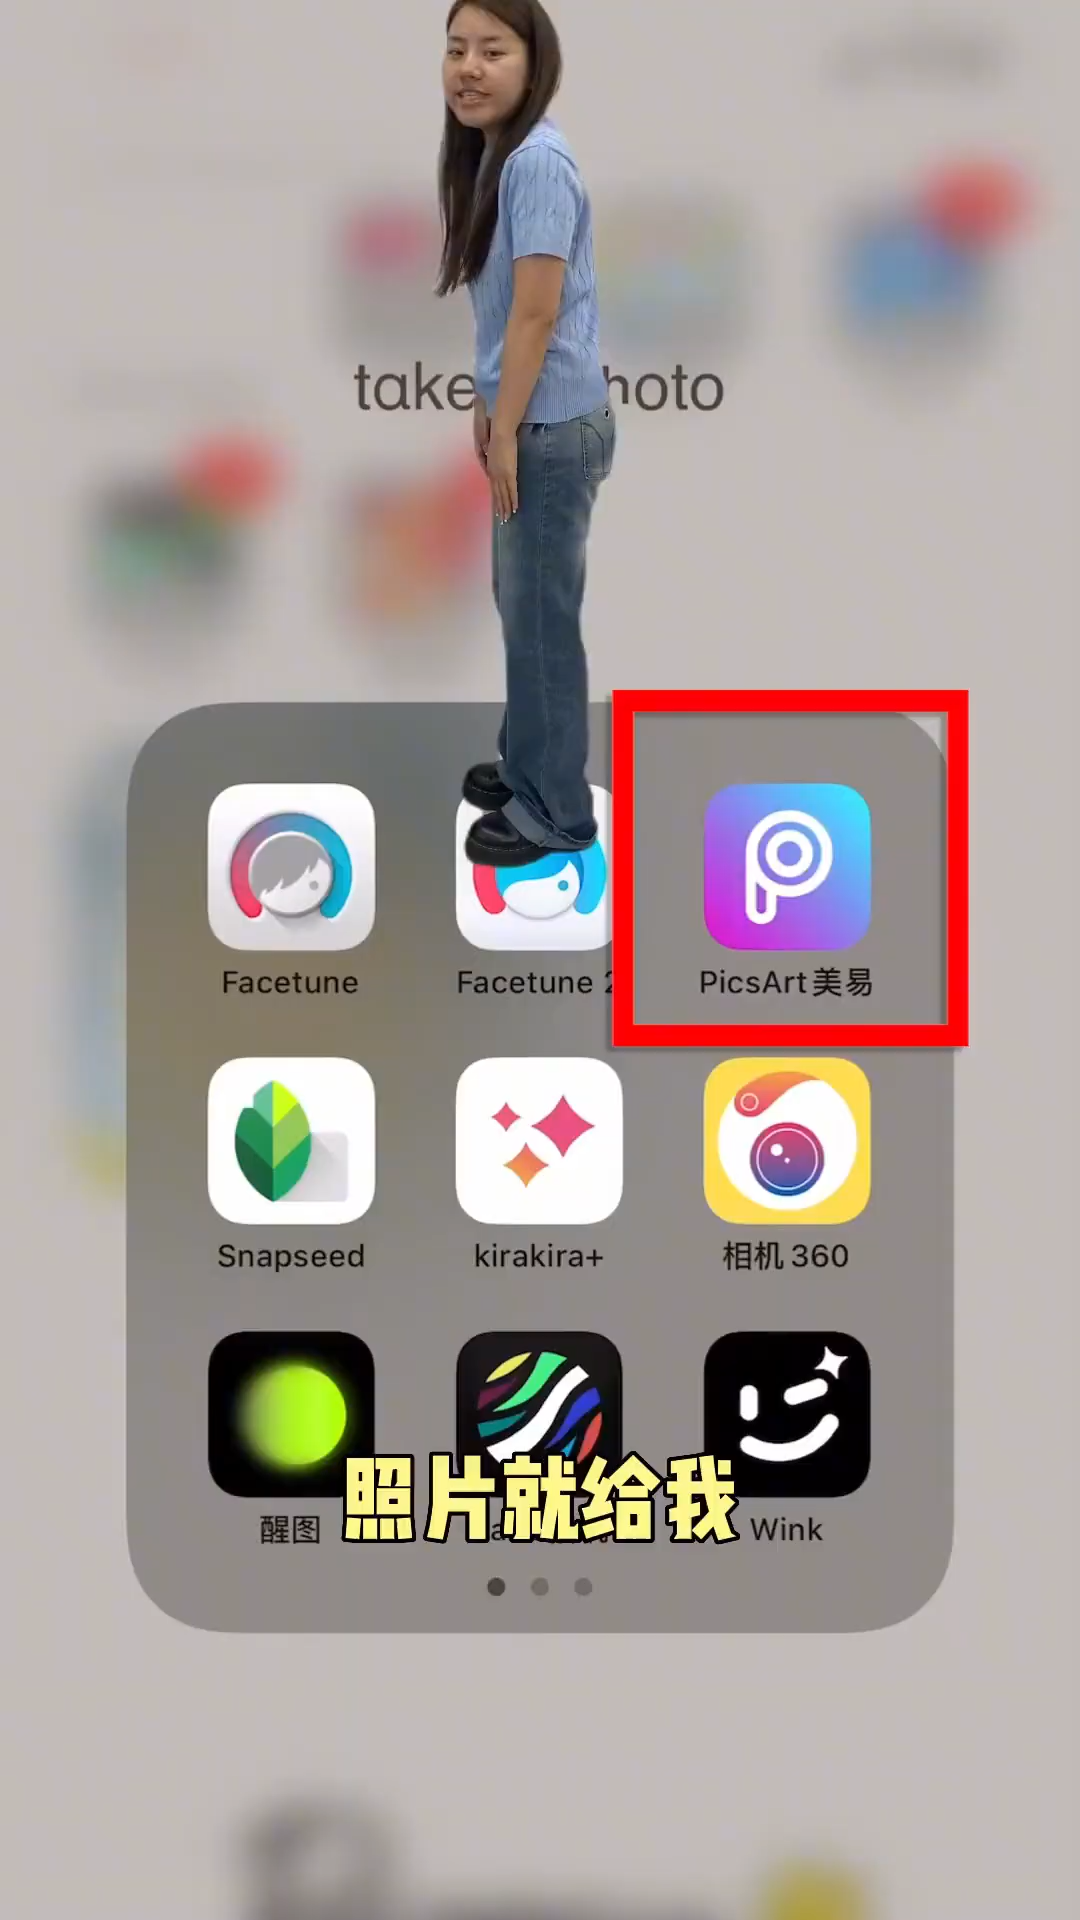 take
hoto
Facetune
Facetune 2
PicsArt美易
Snapseed
kirakira+
相机 360
醒图
Wink
照片就给我